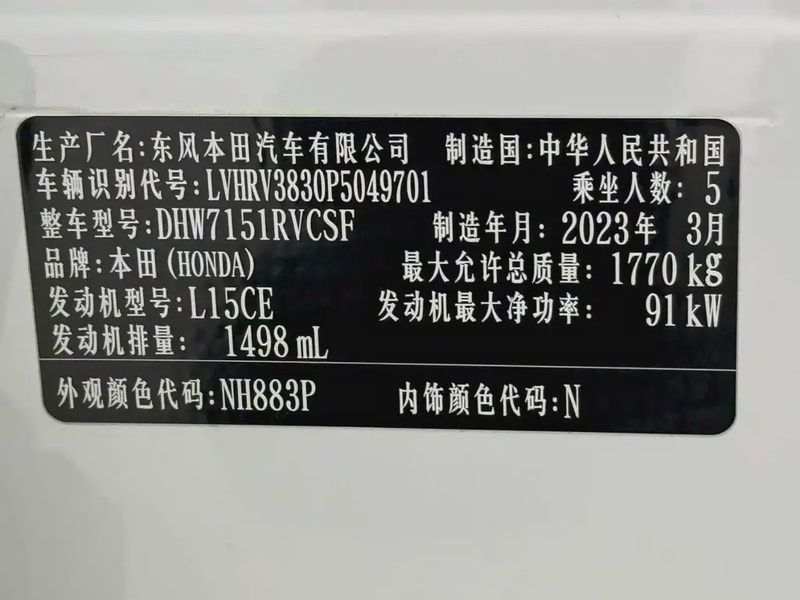 生产厂名:东风本田汽车有限公司 制造国:中华人民共和国
车辆识别代号:LVHRV3830P5049701 乘坐人数:5
整车型号:DHW7151RVCSF 制造年月:2023年 3月
品牌:本田(HONDA) 最大允许总质量:1770 kg
发动机型号:L15CE 发动机最大净功率: 91 kW
发动机排量: 1498 mL
外观颜色代码:NH883P 内饰颜色代码:N